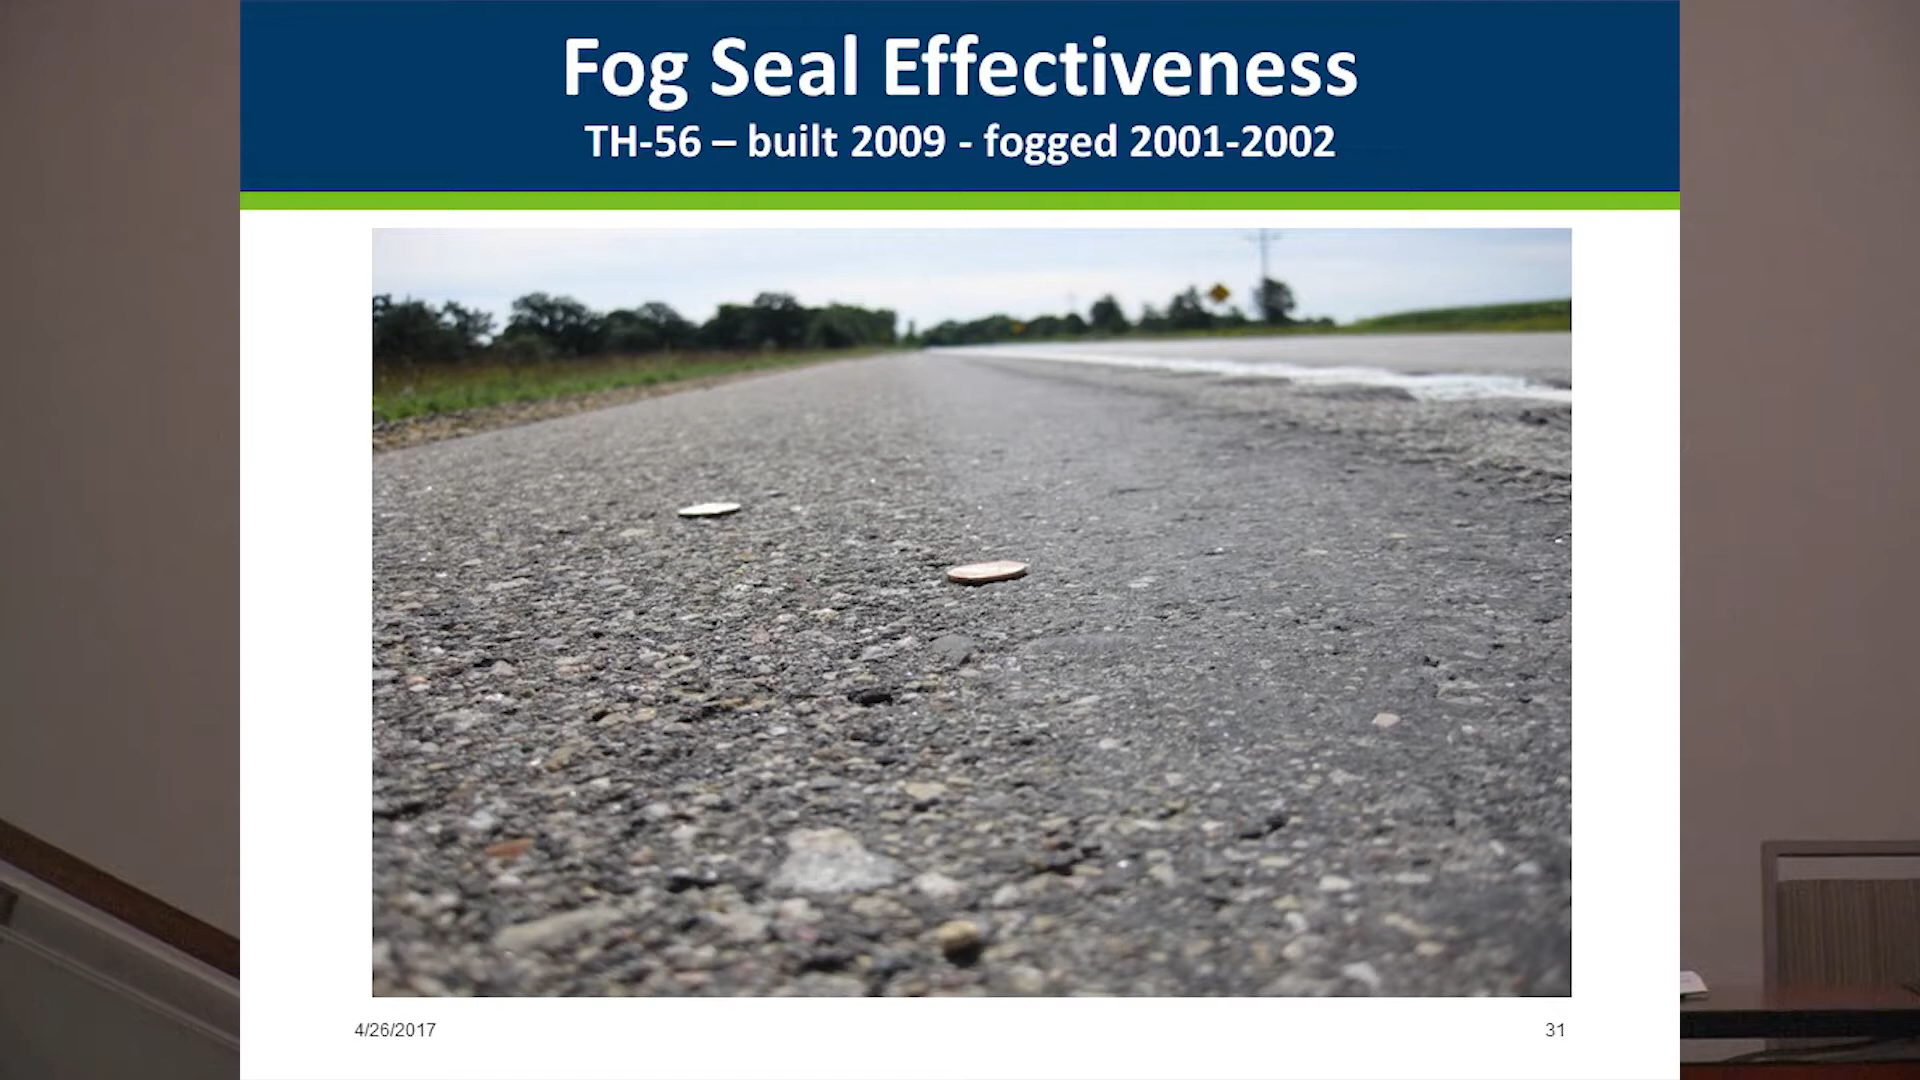 Fog Seal Effectiveness
TH-56 – built 2009 - fogged 2001-2002
4/26/2017
31